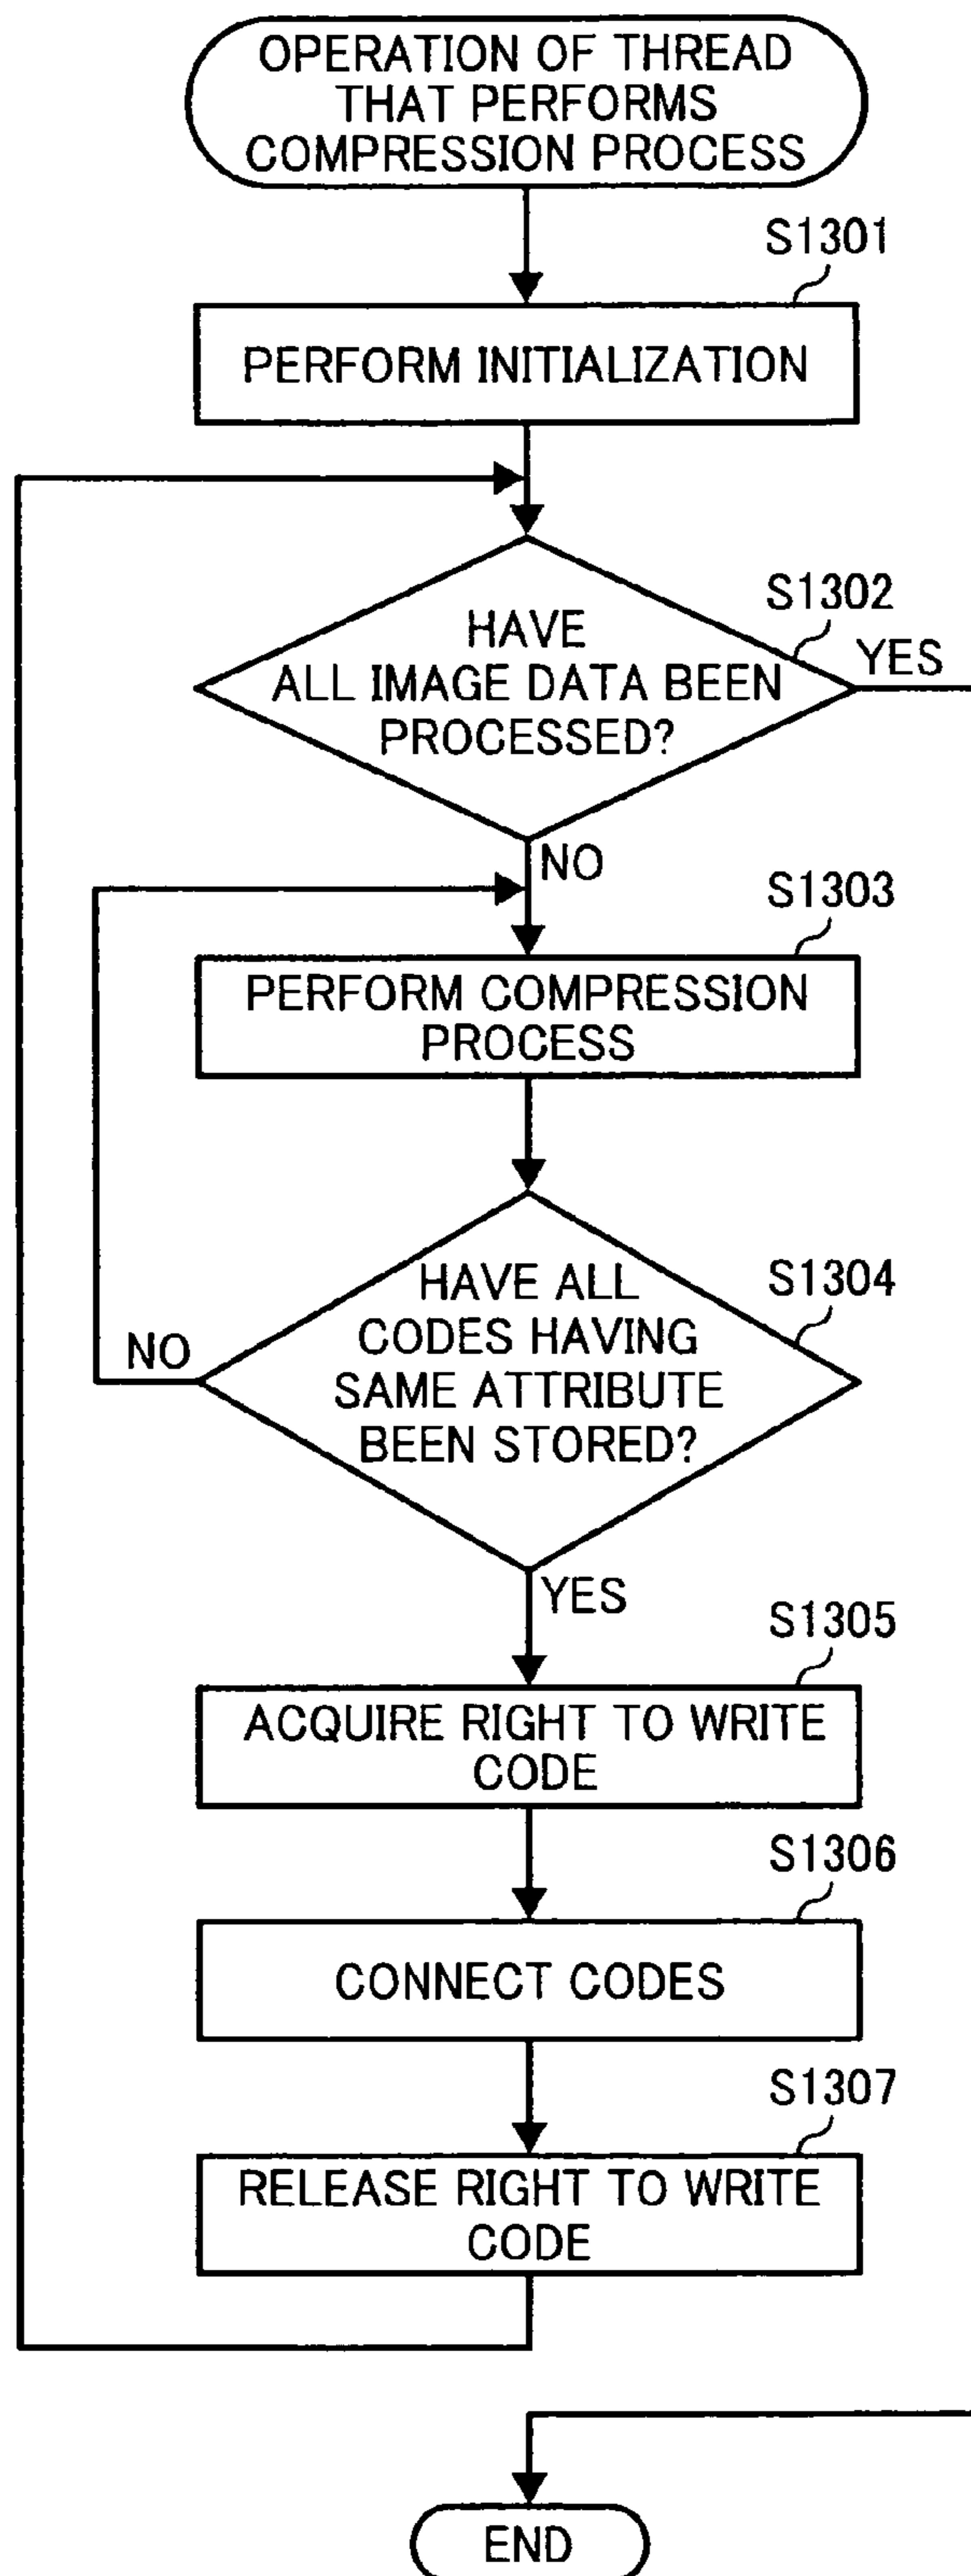 OPERATION OF THREAD
THAT PERFORMS
COMPRESSION PROCESS
S1301
PERFORM INITIALIZATION
S1302
HAVE
ALL IMAGE DATA BEEN
PROCESSED?
YES
NO
S1303
PERFORM COMPRESSION
PROCESS
S1304
HAVE ALL
CODES HAVING
SAME ATTRIBUTE
BEEN STORED?
NO
YES
S1305
ACQUIRE RIGHT TO WRITE
CODE
S1306
CONNECT CODES
S1307
RELEASE RIGHT TO WRITE
CODE
END